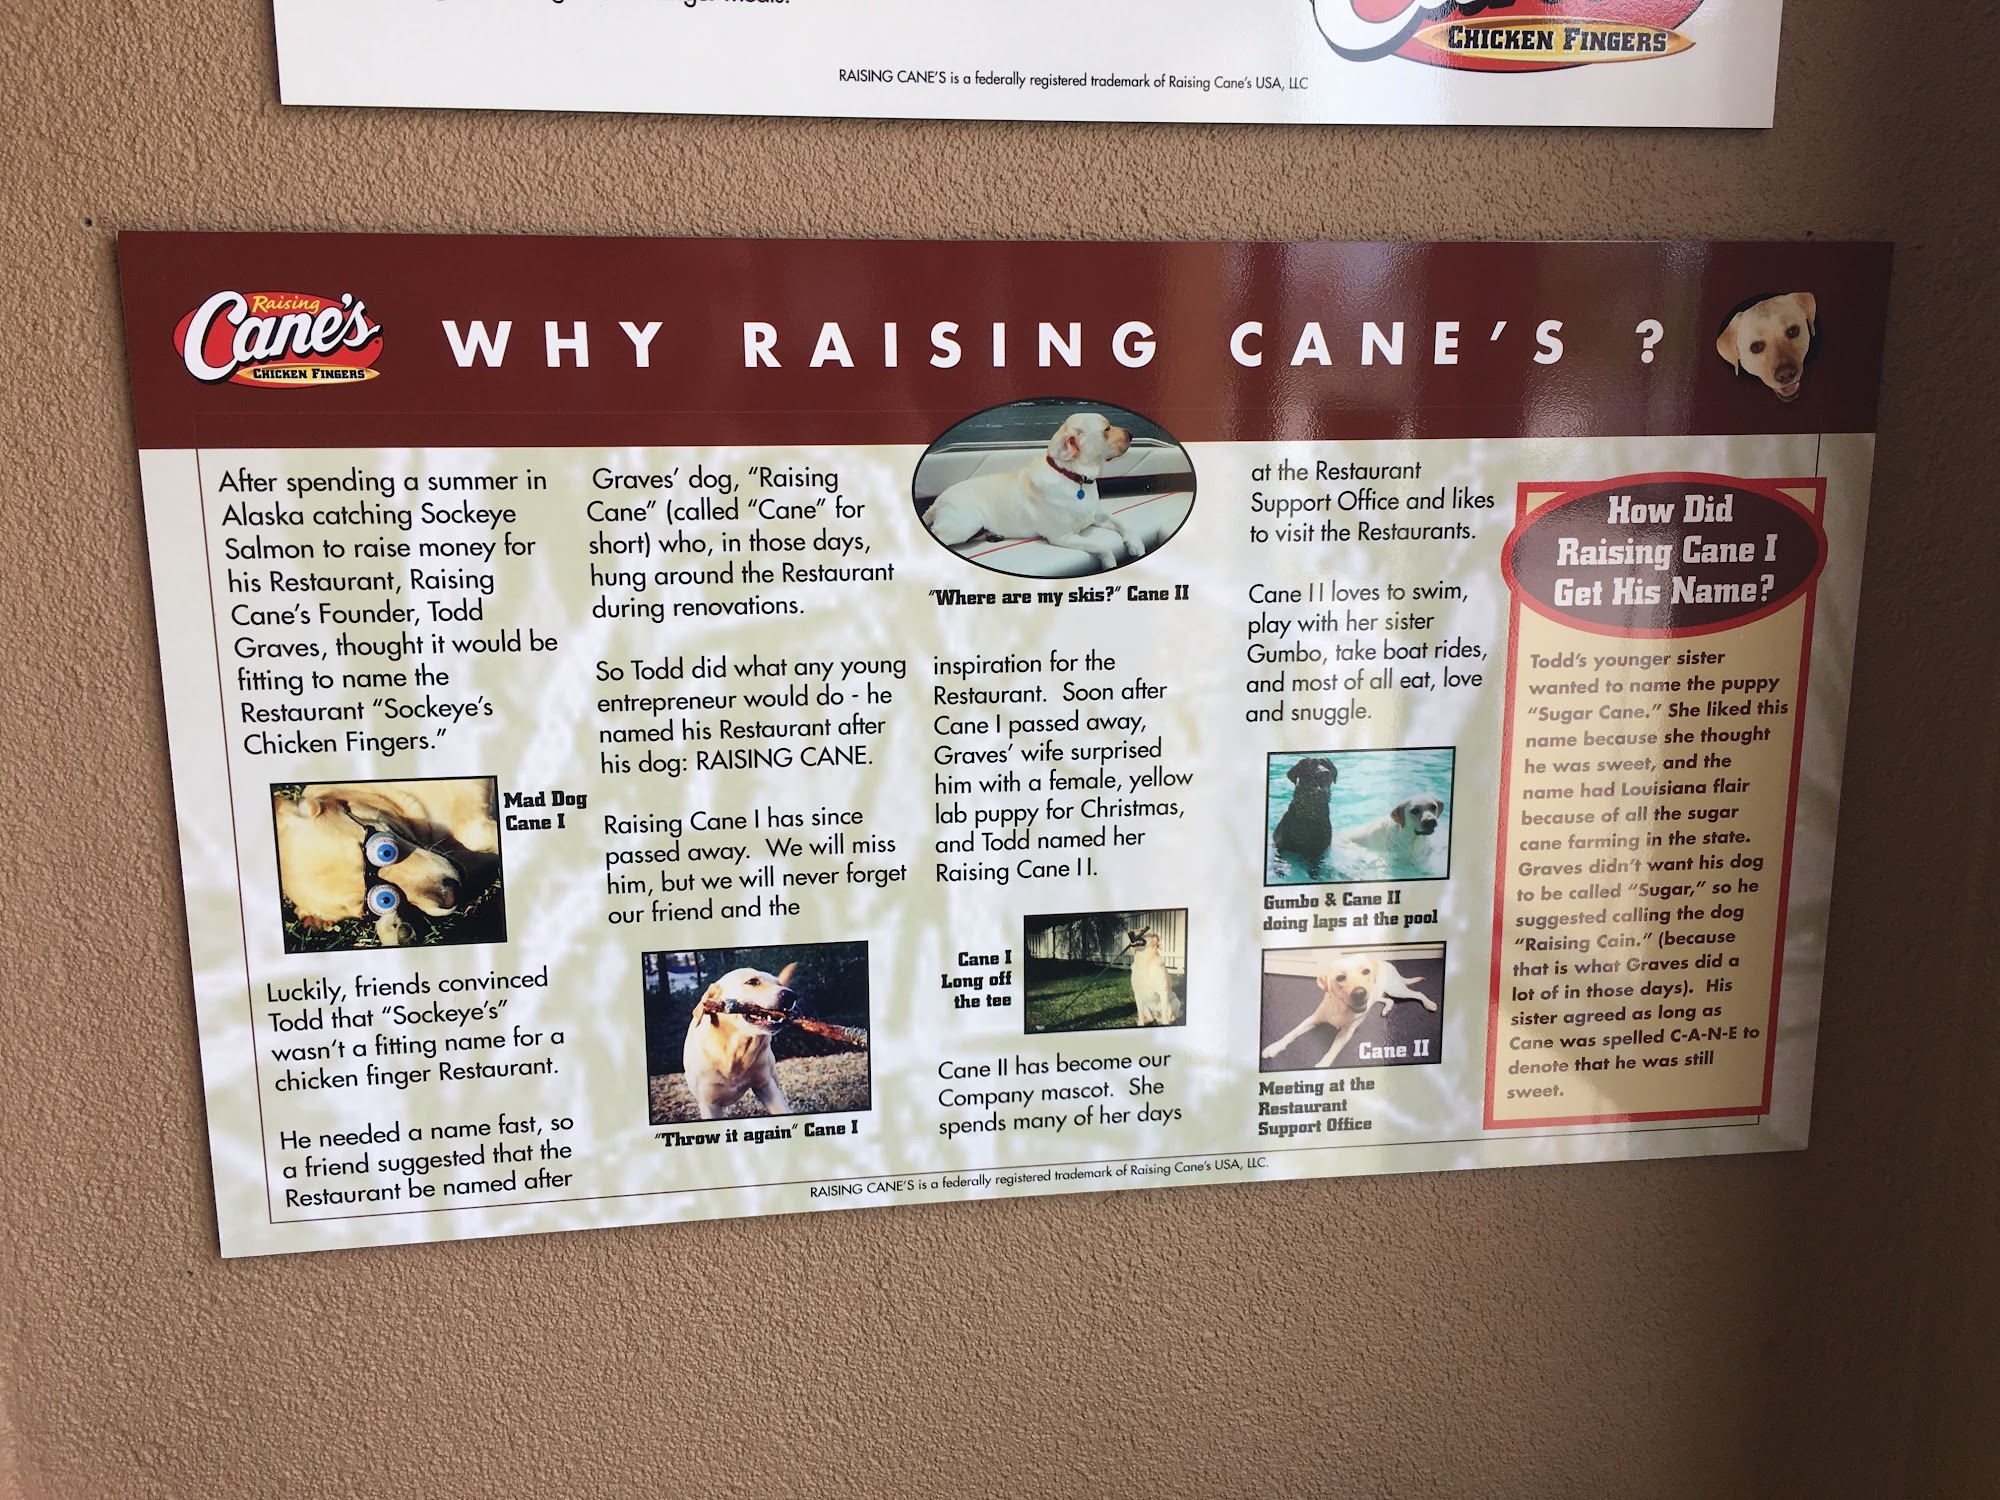 RAISING CANE'S is a federally registered trademark of Raising Cane's USA, LLC
CHICKEN FINGERS
Raising
Cane's
CHICKEN FINGERS
WHY RAISING CANE'S ?
After spending a summer in
Alaska catching Sockeye
Salmon to raise money for
his Restaurant, Raising
Cane's Founder, Todd
Graves, thought it would be
fitting to name the
Restaurant "Sockeye's
Chicken Fingers."
Mad Dog
Cane I
Luckily, friends convinced
Todd that "Sockeye's"
wasn't a fitting name for a
chicken finger Restaurant.
He needed a name fast, so
a friend suggested that the
Restaurant be named after
Graves' dog, "Raising
Cane" (called "Cane" for
short) who, in those days,
hung around the Restaurant
during renovations.
So Todd did what any young
entrepreneur would do - he
named his Restaurant after
his dog: RAISING CANE.
Raising Cane I has since
passed away. We will miss
him, but we will never forget
our friend and the
"Throw it again" Cane I
"Where are my skis?" Cane II
inspiration for the
Restaurant. Soon after
Cane I passed away,
Graves' wife surprised
him with a female, yellow
lab puppy for Christmas,
and Todd named her
Raising Cane II.
Cane I
Long off
the tee
Cane II has become our
Company mascot. She
spends many of her days
at the Restaurant
Support Office and likes
to visit the Restaurants.
Cane II loves to swim,
play with her sister
Gumbo, take boat rides,
and most of all eat, love
and snuggle.
Gumbo & Cane II
doing laps at the pool
Cane II
Meeting at the
Restaurant
Support Office
How Did
Raising Cane I
Get His Name?
Todd's younger sister
wanted to name the puppy
"Sugar Cane." She liked this
name because she thought
he was sweet, and the
name had Louisiana flair
because of all the sugar
cane farming in the state.
Graves didn't want his dog
to be called "Sugar," so he
suggested calling the dog
"Raising Cain." (because
that is what Graves did a
lot of in those days). His
sister agreed as long as
Cane was spelled C-A-N-E to
denote that he was still
sweet.
RAISING CANE'S is a federally registered trademark of Raising Cane's USA, LLC.